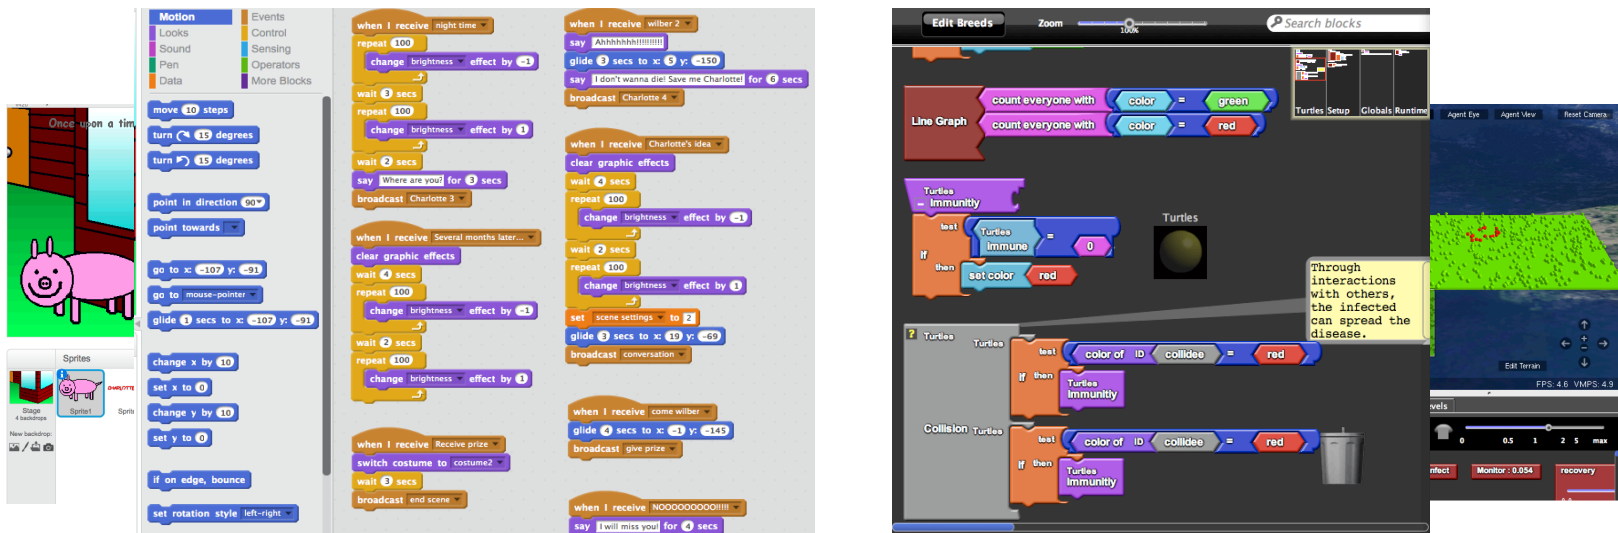 Once upon a tim
Sprites
Stage
4 backdrops
Sprite1
CHARLOTTE
Sprit
New backdrop:
Motion
Looks
Sound
Pen
Data
Events
Control
Sensing
Operators
More Blocks
move 10 steps
turn 15 degrees
turn 15 degrees
point in direction 90
point towards
go to x: -107 y: -91
go to mouse-pointer
glide 1 secs to x: -107 y: -91
change x by 10
set x to 0
change y by 10
set y to 0
if on edge, bounce
set rotation style left-right
when I receive night time
repeat 100
change brightness effect by -1
wait 3 secs
repeat 100
change brightness effect by 1
wait 2 secs
say Where are you? for 3 secs
broadcast Charlotte 3
when I receive Several months later...
clear graphic effects
wait 4 secs
repeat 100
change brightness effect by -1
wait 2 secs
repeat 100
change brightness effect by 1
when I receive Receive prize
switch costume to costume2
wait 3 secs
broadcast end scene
when I receive wilber 2
say Ahhhhhhh!!!!!!!!!!
glide 3 secs to x: 5 y: -150
say I don't wanna die! Save me Charlotte! for 6 secs
broadcast Charlotte 4
when I receive Charlotte's idea
clear graphic effects
wait 4 secs
repeat 100
change brightness effect by -1
wait 2 secs
repeat 100
change brightness effect by 1
set scene settings to 2
glide 3 secs to x: 19 y: -69
broadcast conversation
when I receive come wilber
glide 4 secs to x: -1 y: -145
broadcast give prize
when I receive NOOOOOOOOO!!!!!
say I will miss you! for 4 secs
Edit Breeds
Zoom
100%
Search blocks
Turtles Setup Globals Runtime
Line Graph
count everyone with color = green
count everyone with color = red
Turtles
Immunitly
if test Turtles immune = 0
then set color red
Turtles
Through
interactions
with others,
the infected
can spread the
disease.
? Turtles
Collision
Turtles
if test color of ID collidee = red
then Turtles Immunitly
Turtles
if test color of ID collidee = red
then Turtles Immunitly
Agent Eye
Agent View
Reset Camera
Edit Terrain
FPS: 4.6 VMPS: 4.9
evels
0 0.5 1 2 5 max
nfect
Monitor : 0.054
recovery